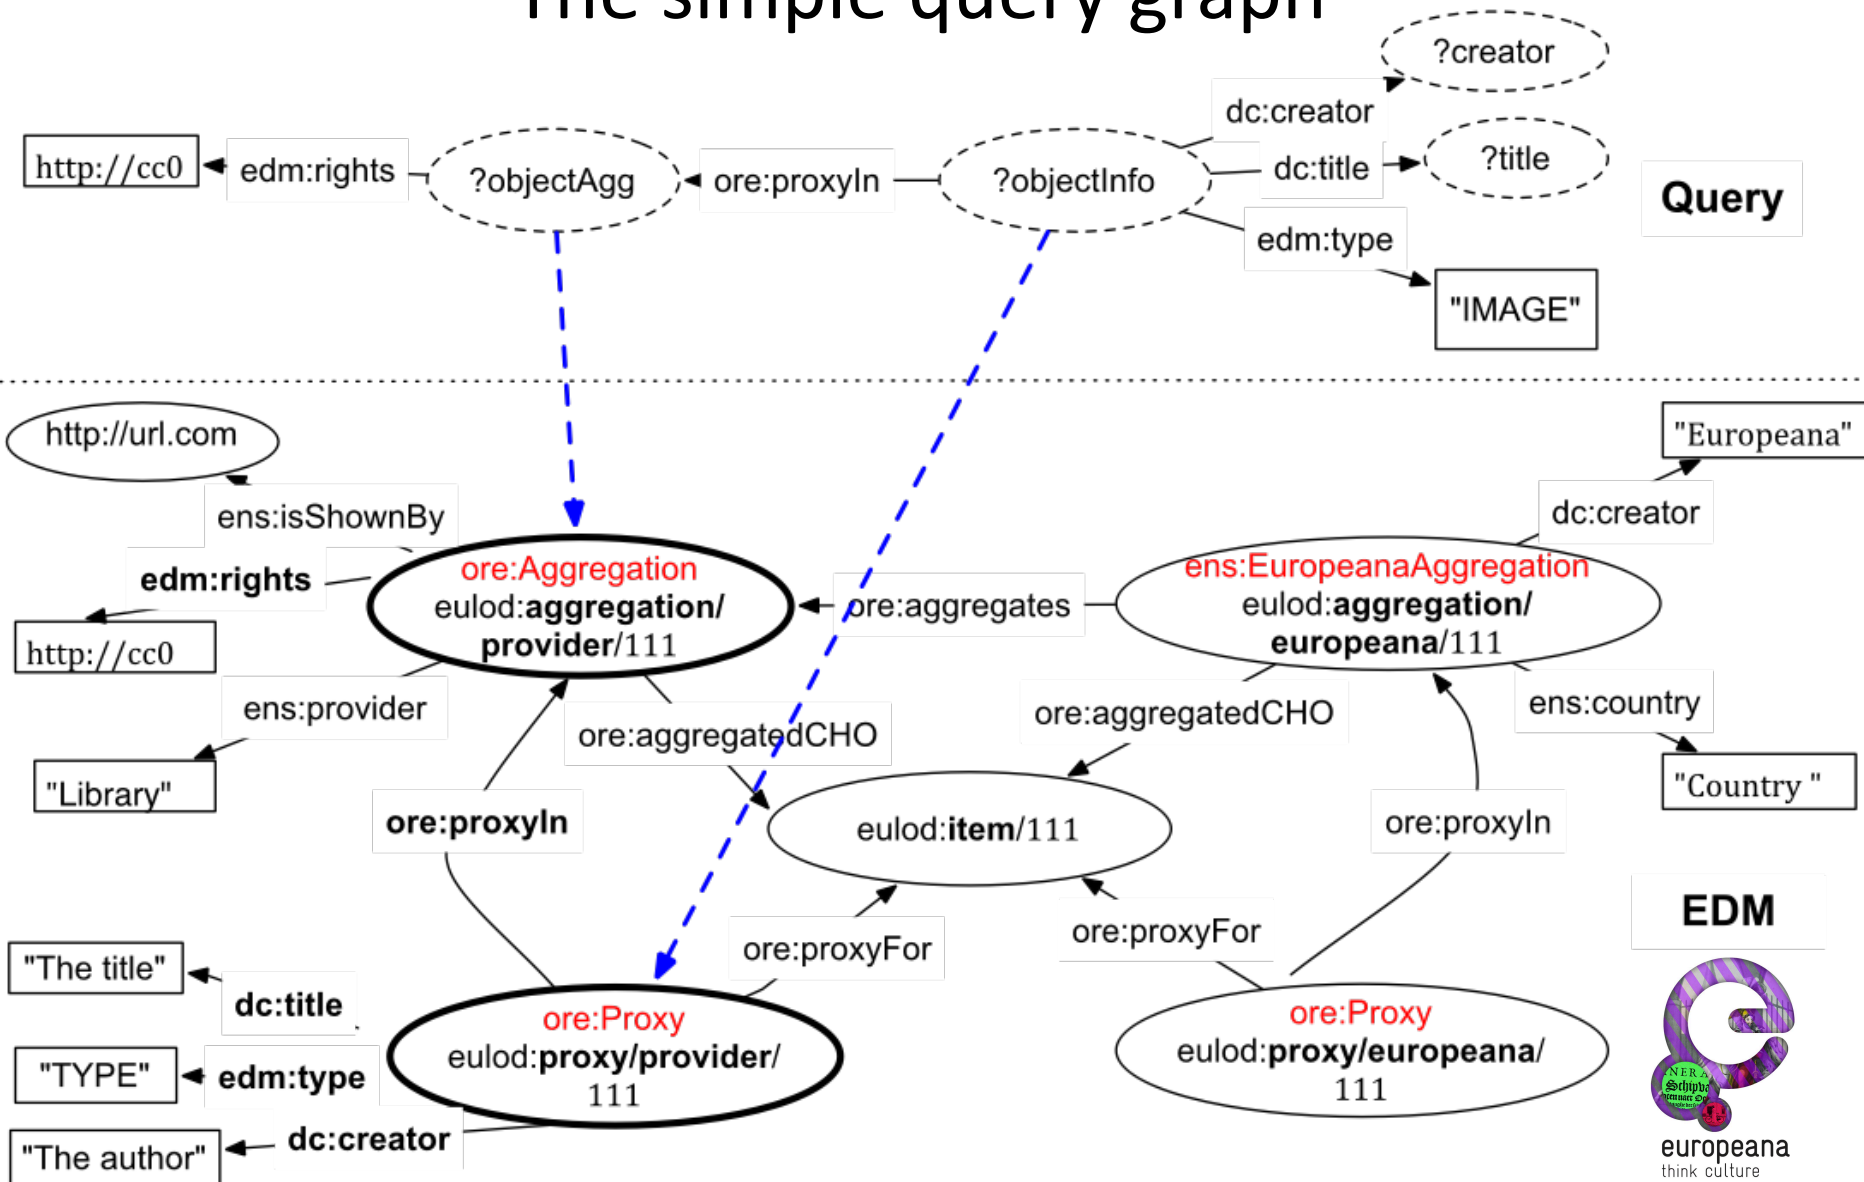 The simple query graph
?creator
dc:creator
http://cc0
edm:rights
?objectAgg
ore:proxyIn
?objectInfo
dc:title
?title
Query
edm:type
"IMAGE"
http://url.com
"Europeana"
ens:isShownBy
dc:creator
edm:rights
ore:Aggregation
eulod:aggregation/
provider/111
ore:aggregates
ens:EuropeanaAggregation
eulod:aggregation/
europeana/111
http://cc0
ens:provider
ore:aggregatedCHO
ore:aggregatedCHO
ens:country
"Library"
"Country "
ore:proxyIn
eulod:item/111
ore:proxyIn
EDM
ore:proxyFor
ore:proxyFor
"The title"
dc:title
ore:Proxy
eulod:proxy/provider/
111
ore:Proxy
eulod:proxy/europeana/
111
"TYPE"
edm:type
"The author"
dc:creator
europeana
think culture